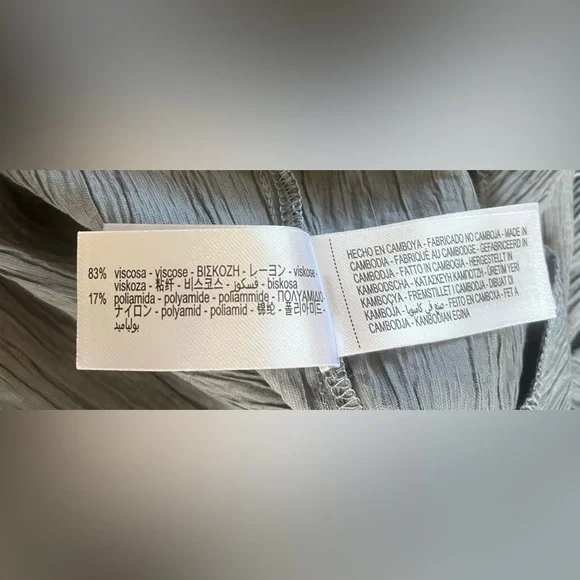 83% viscosa - viscose - ΒΙΣΚΟΖΗ - レーヨン - viskose -
viskoza - 粘纤 - 비스코스 - فسكوز - biskosa
17% poliamida - polyamide - poliammide - ΠΟΛΥΑΜΙΔΙΟ -
ナイロン - polyamid - poliamid - 锦纶 - 폴리아미드 -
بولياميد
HECHO EN CAMBOYA - FABRICADO NO CAMBOJA - MADE IN
CAMBODIA - FABRIQUÉ AU CAMBODGE - GEFABRICEERD IN
CAMBODJA - FATTO IN CAMBOGIA - HERGESTELLT IN
KAMBODSCHA - ΚΑΤΑΣΚΕΥΗ ΚΑΜΠΟΤΖΗ - ÜRETİM YERİ
KAMBOÇYA - FREMSTILLET I CAMBODJA - DIBUAT DI
KAMBOJA - صنع في كامبوديا - FEITO EN CAMBOXA - FET A
CAMBODJA - KANBODIAN EGINA